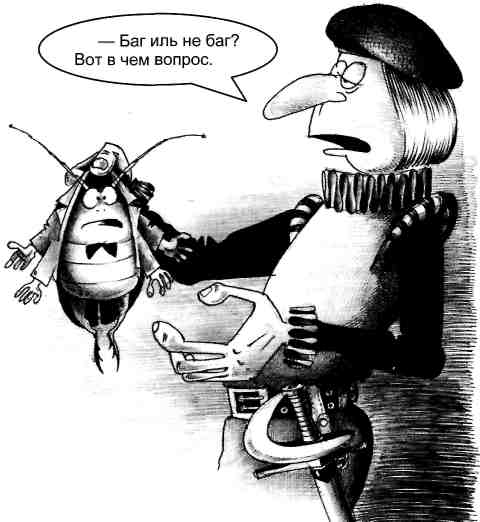 — Баг иль не баг?
Вот в чем вопрос.